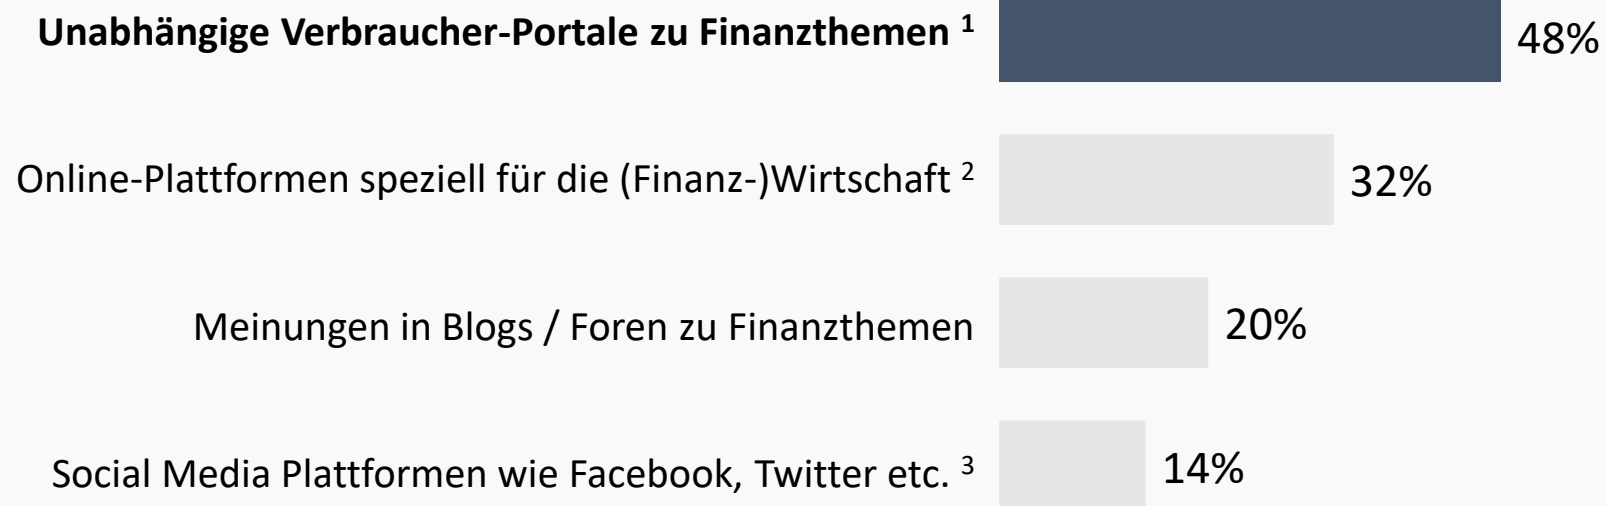 Unabhängige Verbraucher-Portale zu Finanzthemen ¹ 48%
Online-Plattformen speziell für die (Finanz-)Wirtschaft ² 32%
Meinungen in Blogs / Foren zu Finanzthemen 20%
Social Media Plattformen wie Facebook, Twitter etc. ³ 14%